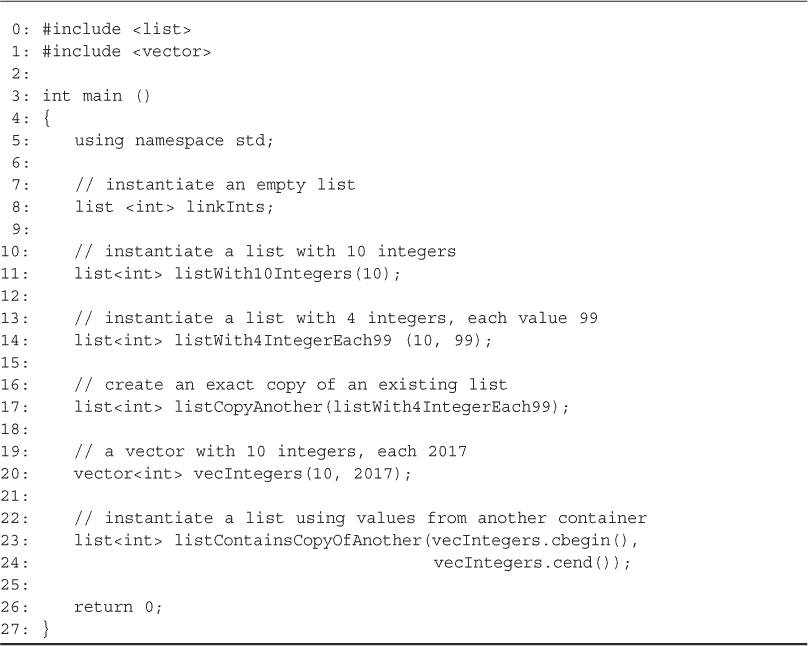 0: #include <list>
1: #include <vector>
2:
3: int main ()
4: {
5:    using namespace std;
6:
7:    // instantiate an empty list
8:    list <int> linkInts;
9:
10:    // instantiate a list with 10 integers
11:    list<int> listWith10Integers(10);
12:
13:    // instantiate a list with 4 integers, each value 99
14:    list<int> listWith4IntegerEach99 (10, 99);
15:
16:    // create an exact copy of an existing list
17:    list<int> listCopyAnother(listWith4IntegerEach99);
18:
19:    // a vector with 10 integers, each 2017
20:    vector<int> vecIntegers(10, 2017);
21:
22:    // instantiate a list using values from another container
23:    list<int> listContainsCopyOfAnother(vecIntegers.cbegin(),
24:                                        vecIntegers.cend());
25:
26:    return 0;
27: }